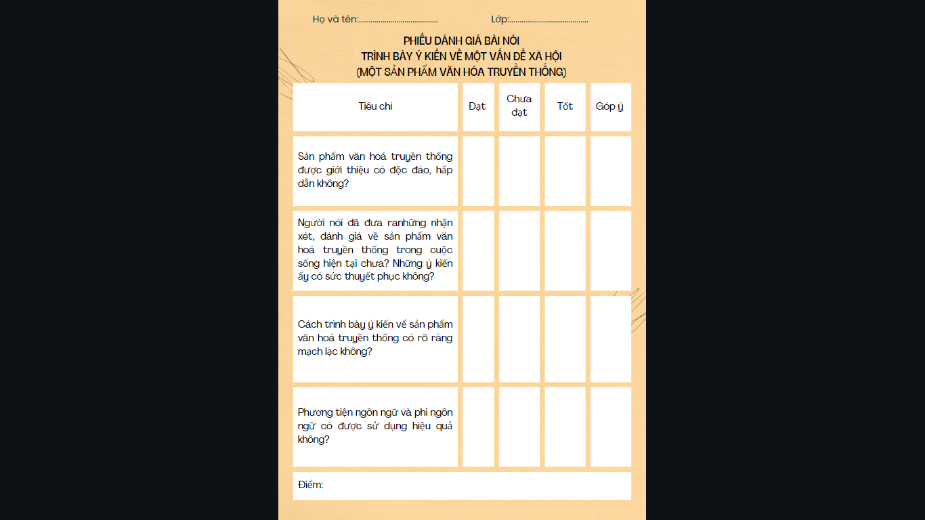 Họ và tên:...................................... Lớp:......................................
PHIẾU ĐÁNH GIÁ BÀI NÓI
TRÌNH BÀY Ý KIẾN VỀ MỘT VẤN ĐỀ XÃ HỘI
(MỘT SẢN PHẨM VĂN HÓA TRUYỀN THỐNG)
Tiêu chí
Đạt
Chưa
đạt
Tốt
Góp ý
Sản phẩm văn hoá truyền thống
được giới thiệu có độc đáo, hấp
dẫn không?
Người nói đã đưa ranhững nhận
xét, đánh giá về sản phẩm văn
hoá truyền thống trong cuộc
sống hiện tại chưa? Những ý kiến
ấy có sức thuyết phục không?
Cách trình bày ý kiến về sản phẩm
văn hoá truyền thống có rõ ràng
mạch lạc không?
Phương tiện ngôn ngữ và phi ngôn
ngữ có được sử dụng hiệu quả
không?
Điểm: